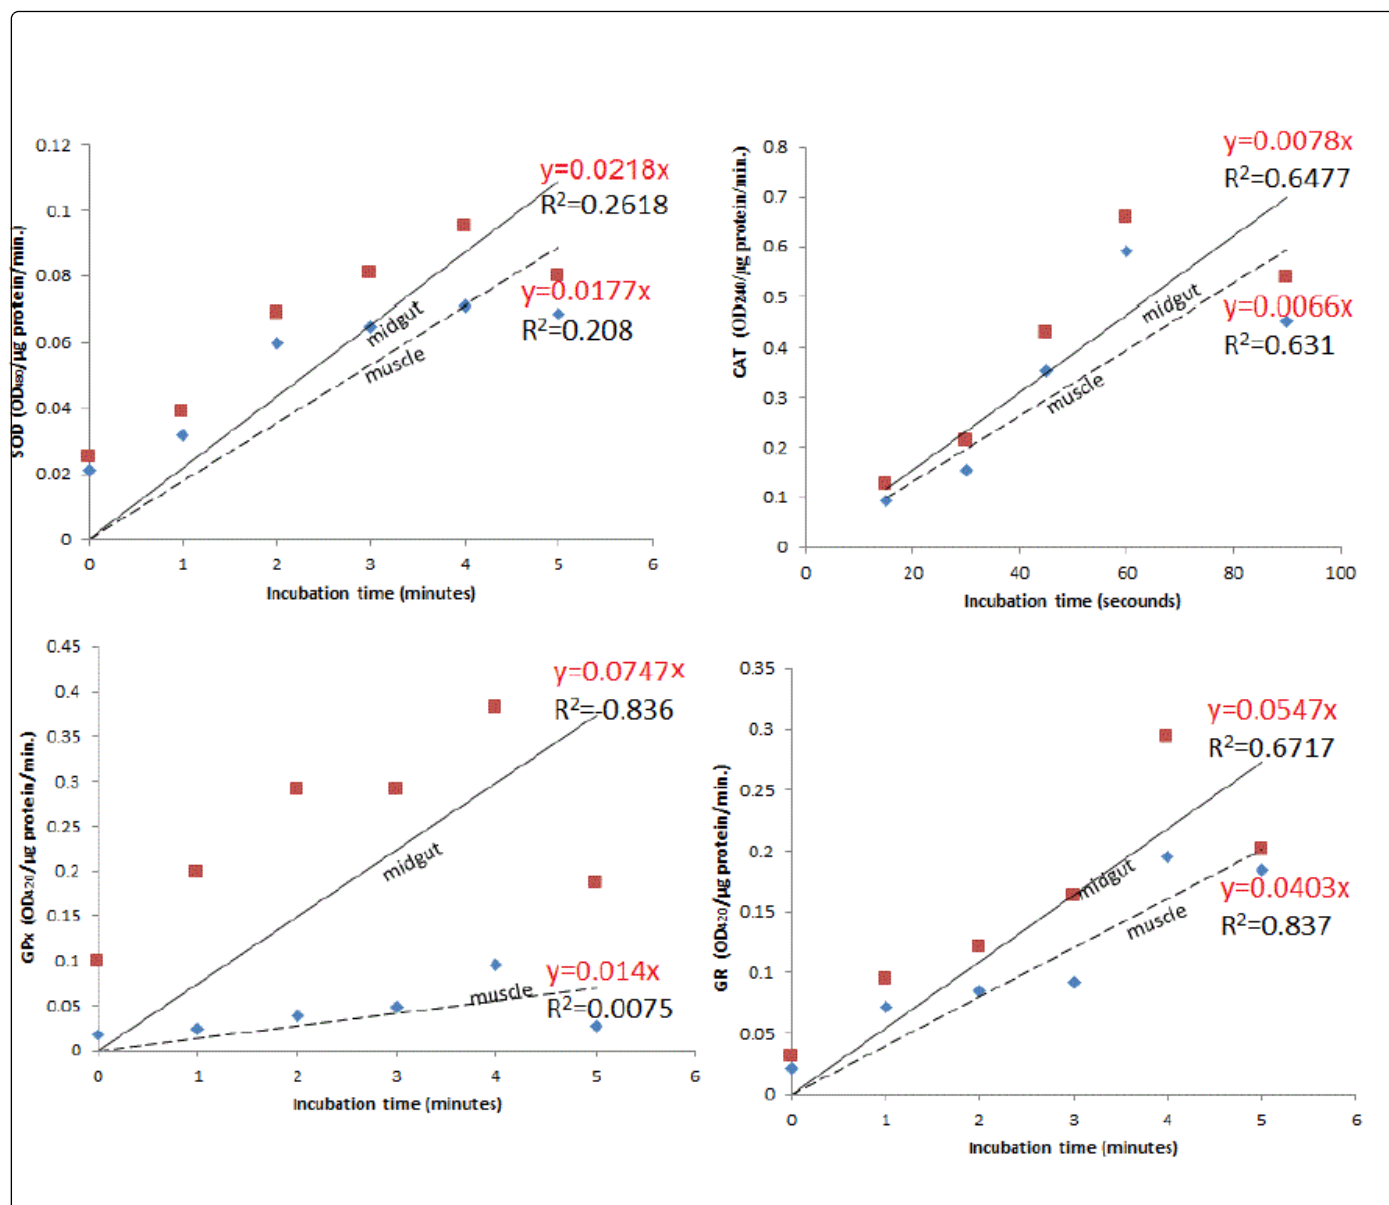 0.12
0.1
0.08
0.06
0.04
0.02
0
SOD (OD480/µg protein/min.)
y=0.0218x
R²=0.2618
midgut
y=0.0177x
R²=0.208
muscle
0 1 2 3 4 5 6
Incubation time (minutes)
0.8
0.7
0.6
0.5
0.4
0.3
0.2
0.1
0
CAT (OD240/µg protein/min.)
y=0.0078x
R²=0.6477
midgut
y=0.0066x
R²=0.631
muscle
0 20 40 60 80 100
Incubation time (secounds)
0.45
0.4
0.35
0.3
0.25
0.2
0.15
0.1
0.05
0
GPx (OD420/µg protein/min.)
y=0.0747x
R²=-0.836
midgut
y=0.014x
R²=0.0075
muscle
0 1 2 3 4 5 6
Incubation time (minutes)
0.35
0.3
0.25
0.2
0.15
0.1
0.05
0
GR (OD420/µg protein/min.)
y=0.0547x
R²=0.6717
midgut
y=0.0403x
R²=0.837
muscle
0 1 2 3 4 5 6
Incubation time (minutes)